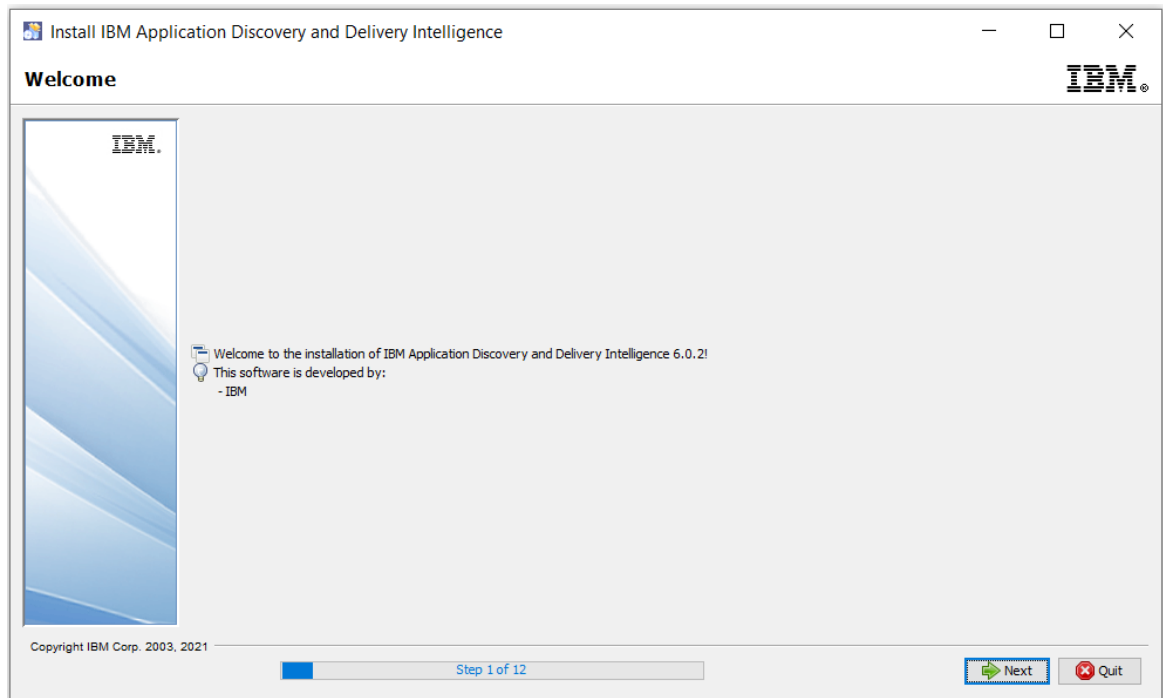 Install IBM Application Discovery and Delivery Intelligence
Welcome
IBM®
IBM.
Welcome to the installation of IBM Application Discovery and Delivery Intelligence 6.0.2!
This software is developed by:
- IBM
Copyright IBM Corp. 2003, 2021
Step 1 of 12
Next
Quit